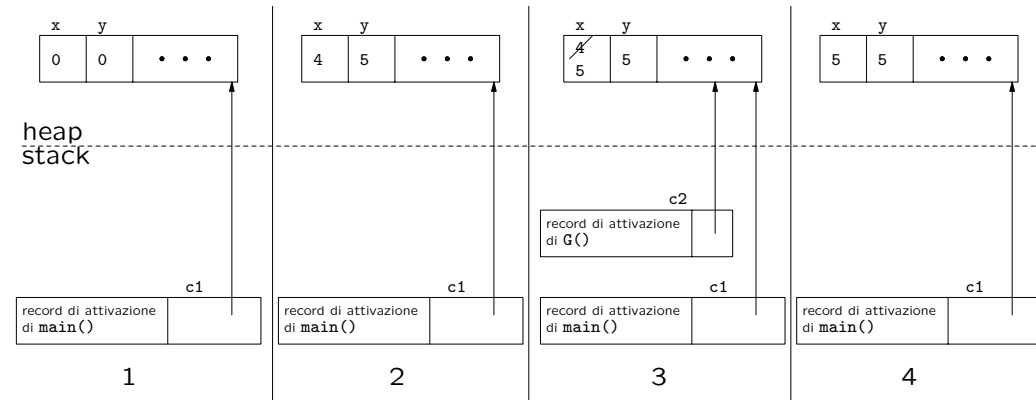 x y
0 0
x y
4 5
x y
4 5
5
x y
5 5
heap
stack
c2
record di attivazione
di G()
c1
record di attivazione
di main()
c1
record di attivazione
di main()
c1
record di attivazione
di main()
c1
record di attivazione
di main()
1
2
3
4